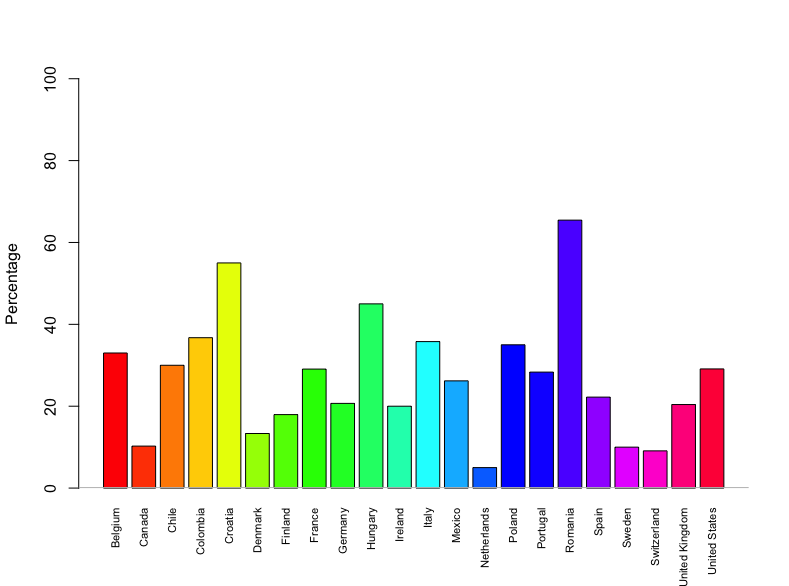 Percentage
100
80
60
40
20
0
Belgium
Canada
Chile
Colombia
Croatia
Denmark
Finland
France
Germany
Hungary
Ireland
Italy
Mexico
Netherlands
Poland
Portugal
Romania
Spain
Sweden
Switzerland
United Kingdom
United States